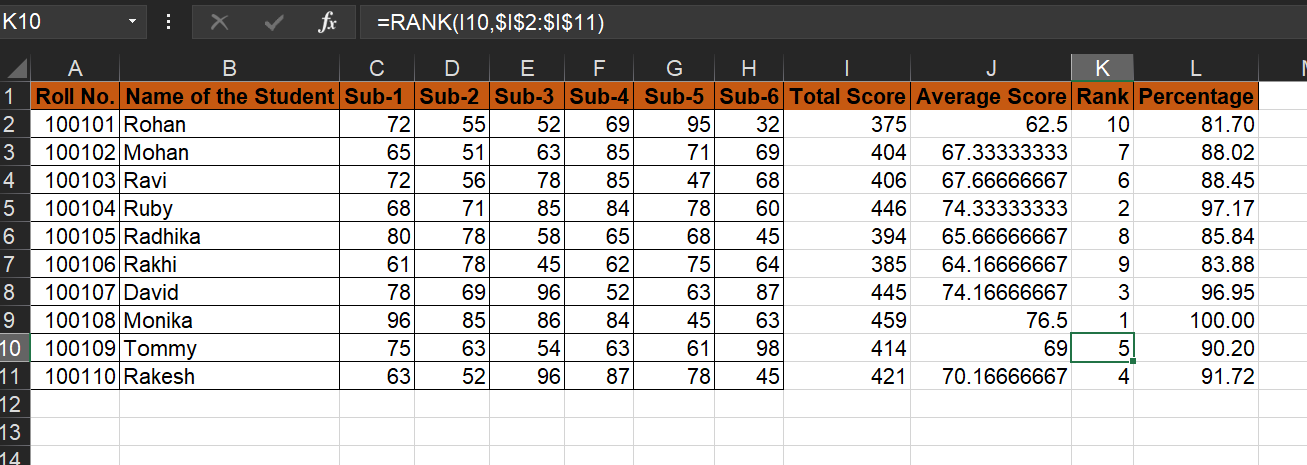 K10 fx =RANK(I10,$I$2:$I$11)
A B C D E F G H I J K L
1 Roll No. Name of the Student Sub-1 Sub-2 Sub-3 Sub-4 Sub-5 Sub-6 Total Score Average Score Rank Percentage
2 100101 Rohan 72 55 52 69 95 32 375 62.5 10 81.70
3 100102 Mohan 65 51 63 85 71 69 404 67.33333333 7 88.02
4 100103 Ravi 72 56 78 85 47 68 406 67.66666667 6 88.45
5 100104 Ruby 68 71 85 84 78 60 446 74.33333333 2 97.17
6 100105 Radhika 80 78 58 65 68 45 394 65.66666667 8 85.84
7 100106 Rakhi 61 78 45 62 75 64 385 64.16666667 9 83.88
8 100107 David 78 69 96 52 63 87 445 74.16666667 3 96.95
9 100108 Monika 96 85 86 84 45 63 459 76.5 1 100.00
10 100109 Tommy 75 63 54 63 61 98 414 69 5 90.20
11 100110 Rakesh 63 52 96 87 78 45 421 70.16666667 4 91.72
12
13
14